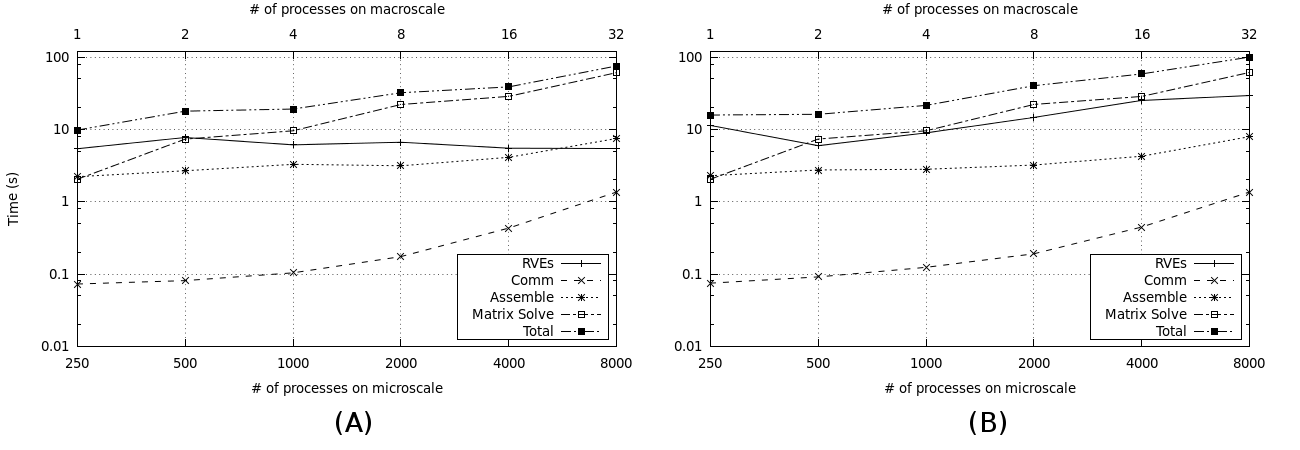 # of processes on macroscale
1 2 4 8 16 32
100
10
1
0.1
0.01
Time (s)
RVEs
Comm
Assemble
Matrix Solve
Total
250 500 1000 2000 4000 8000
# of processes on microscale
(A)
# of processes on macroscale
1 2 4 8 16 32
100
10
1
0.1
0.01
RVEs
Comm
Assemble
Matrix Solve
Total
250 500 1000 2000 4000 8000
# of processes on microscale
(B)